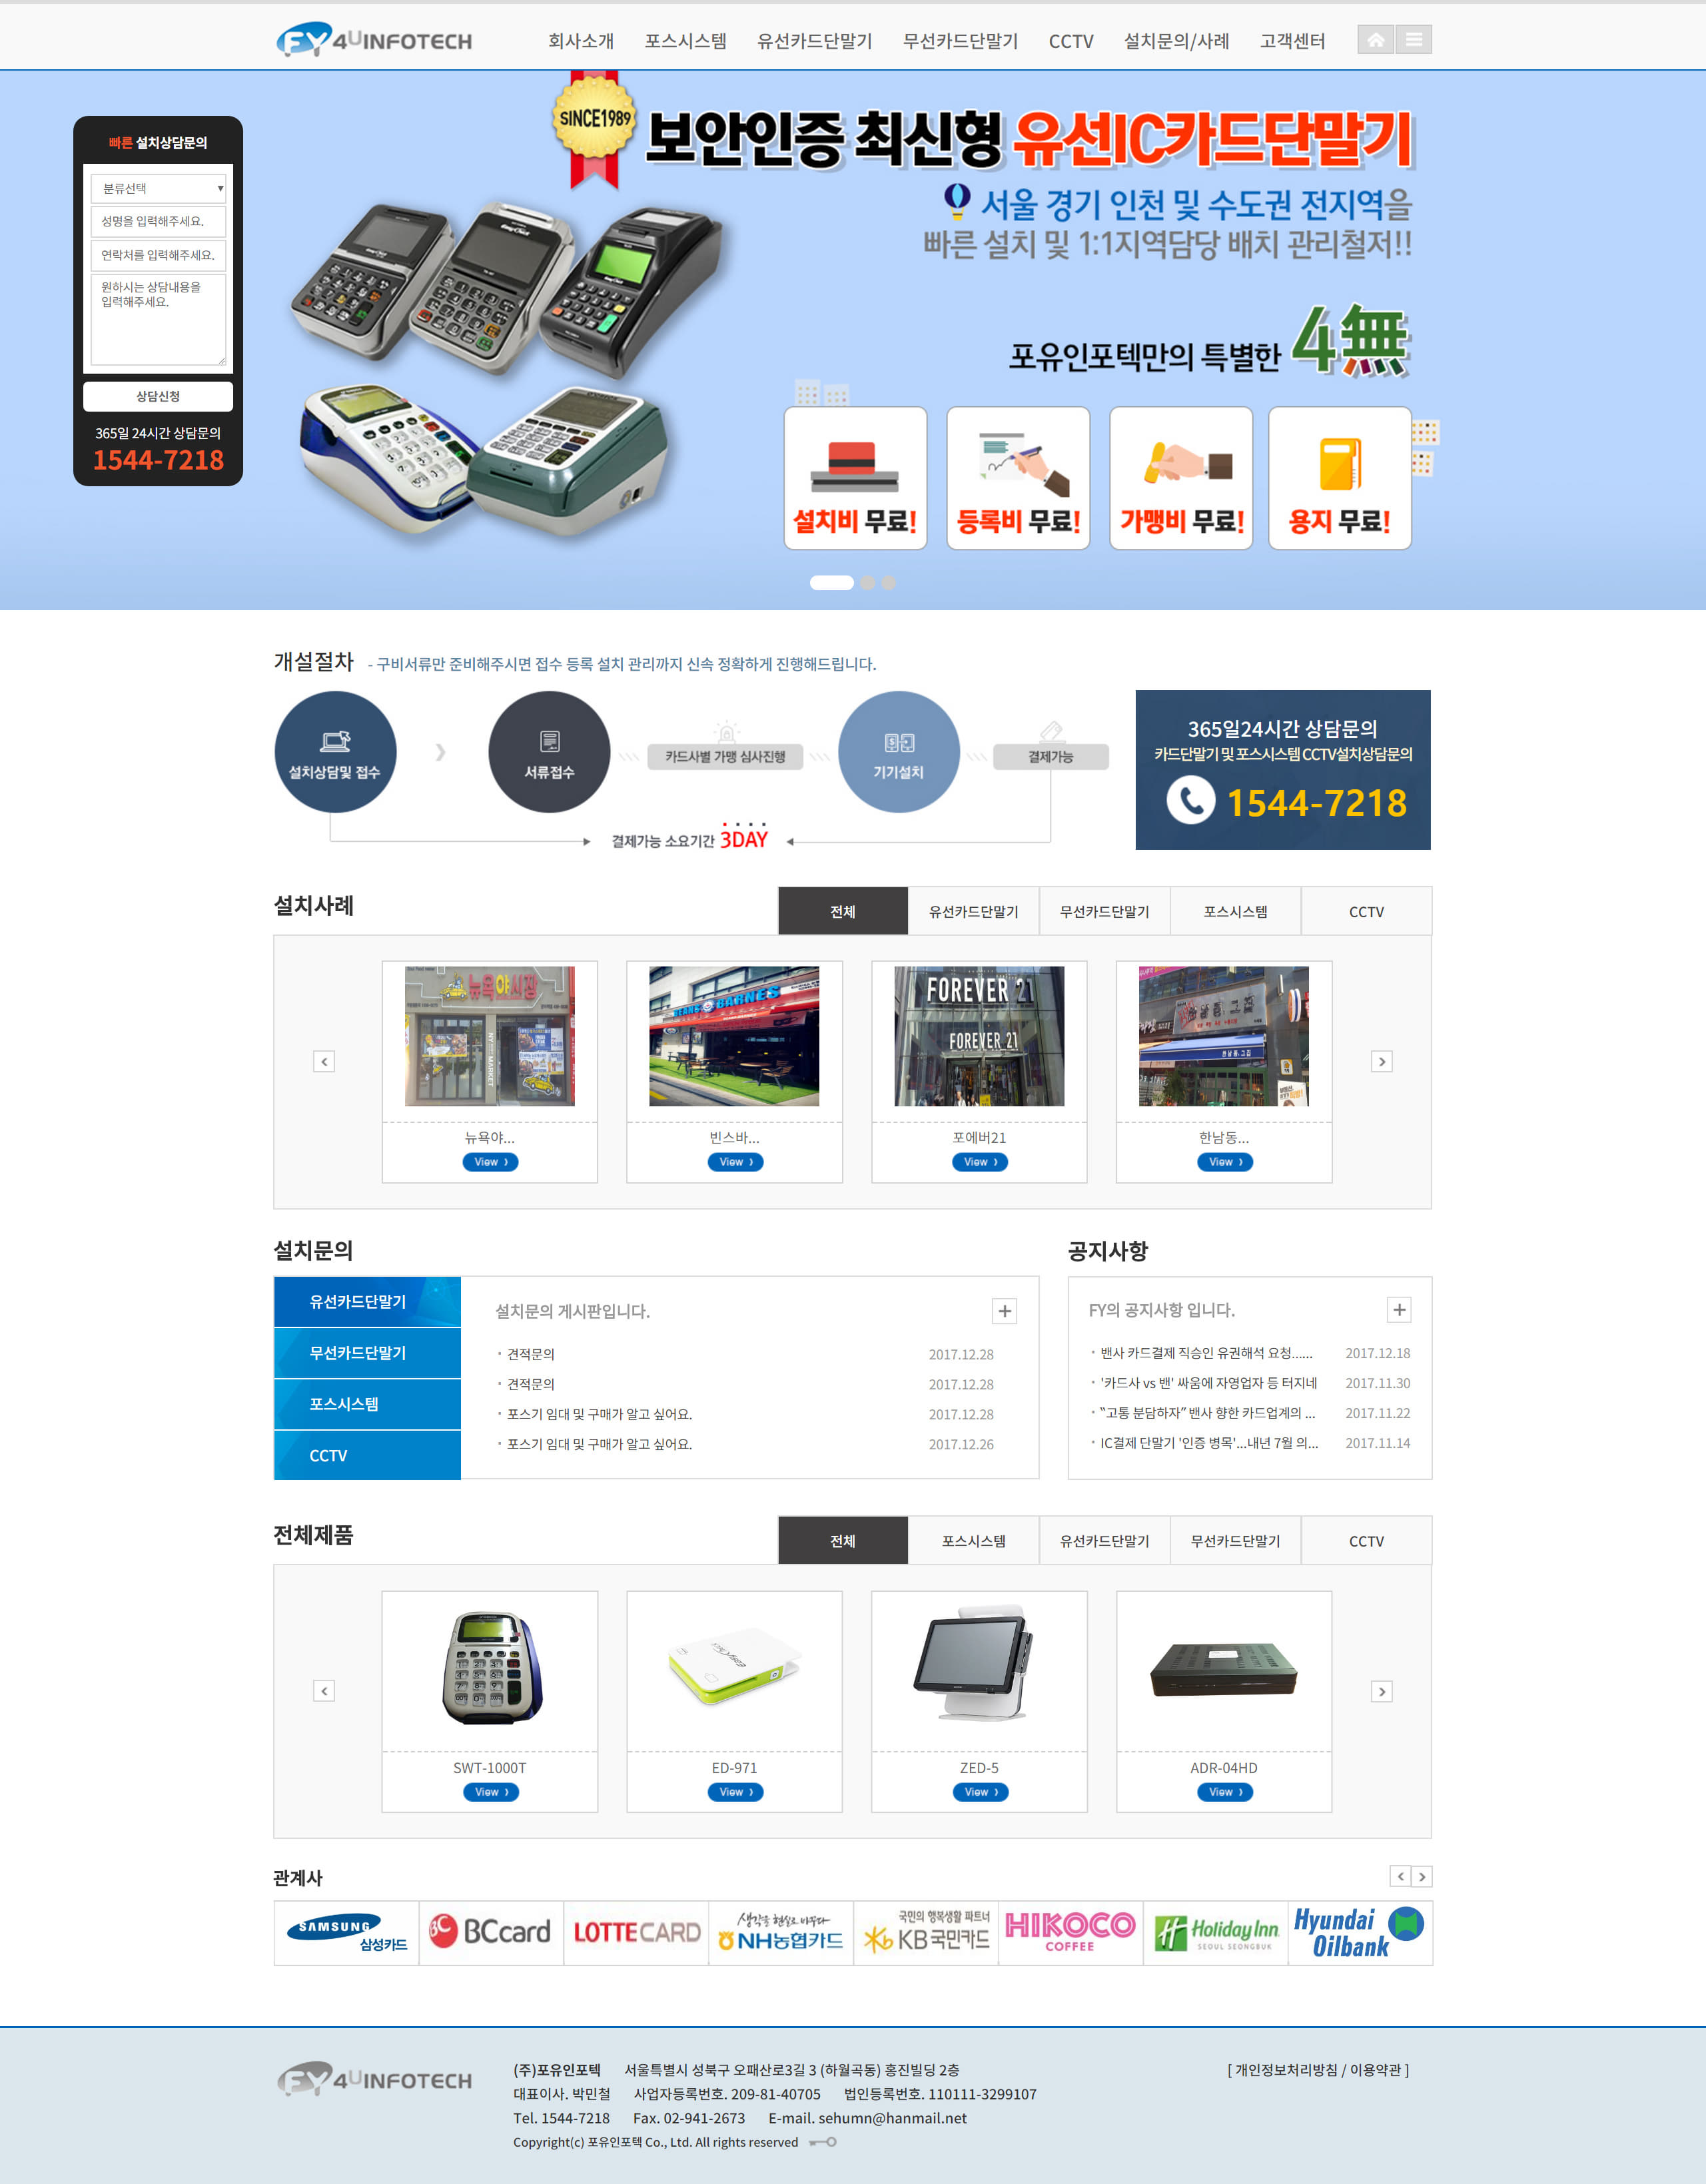 FY4UINFOTECH
회사소개 포스시스템 유선카드단말기 무선카드단말기 CCTV 설치문의/사례 고객센터
빠른 설치상담문의
분류선택
성명을 입력해주세요.
연락처를 입력해주세요.
원하시는 상담내용을
입력해주세요.
상담신청
365일 24시간 상담문의
1544-7218
SINCE1989
보안인증 최신형 유선IC카드단말기
서울 경기 인천 및 수도권 전지역을
빠른 설치 및 1:1지역담당 배치 관리철저!!
포유인포텍만의 특별한 4無
설치비 무료! 등록비 무료! 가맹비 무료! 용지 무료!
개설절차 - 구비서류만 준비해주시면 접수 등록 설치 관리까지 신속 정확하게 진행해드립니다.
설치상담및 접수
서류접수
카드사별 가맹 심사진행
기기설치
결제가능
결제가능 소요기간 3DAY
365일24시간 상담문의
카드단말기 및 포스시스템 CCTV설치상담문의
1544-7218
설치사례
전체 유선카드단말기 무선카드단말기 포스시스템 CCTV
뉴욕야시장
NY MARKET
BEANS BARNES
FOREVER 21
FOREVER 21
한남동그집
뉴욕야... 빈스바... 포에버21 한남동...
View View View View
설치문의
유선카드단말기
무선카드단말기
포스시스템
CCTV
설치문의 게시판입니다.
견적문의 2017.12.28
견적문의 2017.12.28
포스기 임대 및 구매가 알고 싶어요. 2017.12.28
포스기 임대 및 구매가 알고 싶어요. 2017.12.26
공지사항
FY의 공지사항 입니다.
밴사 카드결제 직승인 유권해석 요청...... 2017.12.18
'카드사 vs 밴' 싸움에 자영업자 등 터지네 2017.11.30
“고통 분담하자” 밴사 향한 카드업계의 ... 2017.11.22
IC결제 단말기 '인증 병목'...내년 7월 의... 2017.11.14
전체제품
전체 포스시스템 유선카드단말기 무선카드단말기 CCTV
SWT-1000T ED-971 ZED-5 ADR-04HD
View View View View
관계사
SAMSUNG 삼성카드
BC BCcard
LOTTE CARD
생각을 현실로 바꾸다
NH농협카드
국민의 행복생활 파트너
KB국민카드
HIKOCO
COFFEE
Holiday Inn
SEOUL SEONGBUK
Hyundai
Oilbank
FY4UINFOTECH
(주)포유인포텍 서울특별시 성북구 오패산로3길 3 (하월곡동) 홍진빌딩 2층
[ 개인정보처리방침 / 이용약관 ]
대표이사. 박민철 사업자등록번호. 209-81-40705 법인등록번호. 110111-3299107
Tel. 1544-7218 Fax. 02-941-2673 E-mail. sehumn@hanmail.net
Copyright(c) 포유인포텍 Co., Ltd. All rights reserved